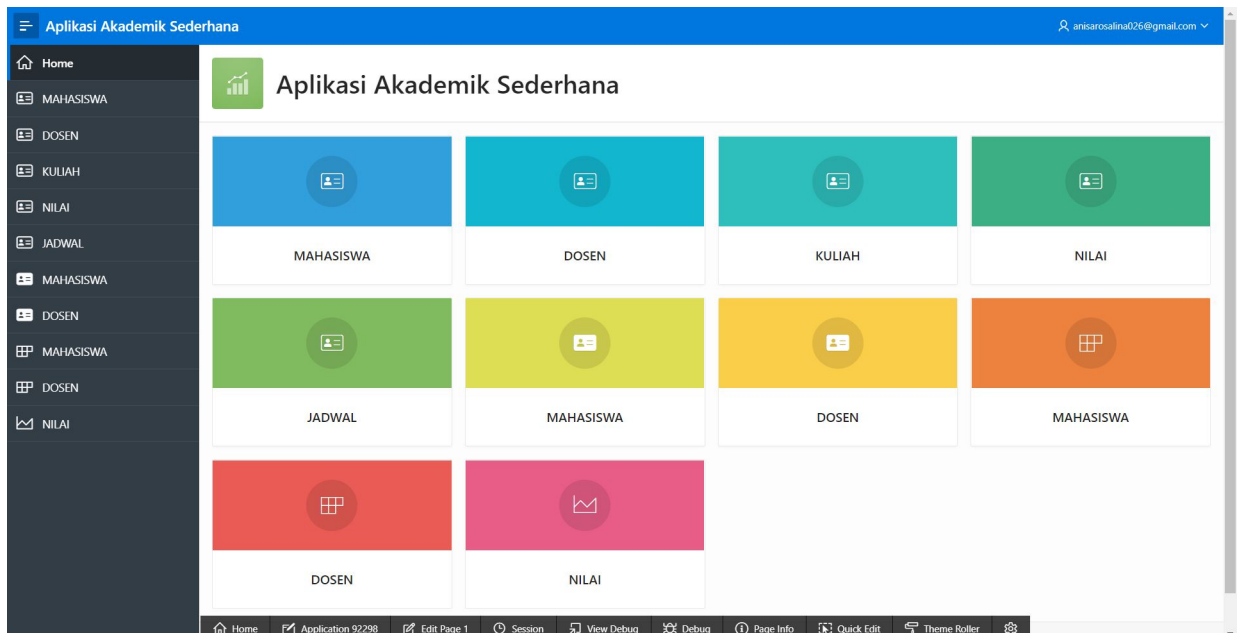 Aplikasi Akademik Sederhana
anisarosalina026@gmail.com
Home
MAHASISWA
DOSEN
KULIAH
NILAI
JADWAL
MAHASISWA
DOSEN
MAHASISWA
DOSEN
NILAI
Aplikasi Akademik Sederhana
MAHASISWA DOSEN KULIAH NILAI
JADWAL MAHASISWA DOSEN MAHASISWA
DOSEN NILAI
Home Application 92298 Edit Page 1 Session View Debug Debug Page Info Quick Edit Theme Roller